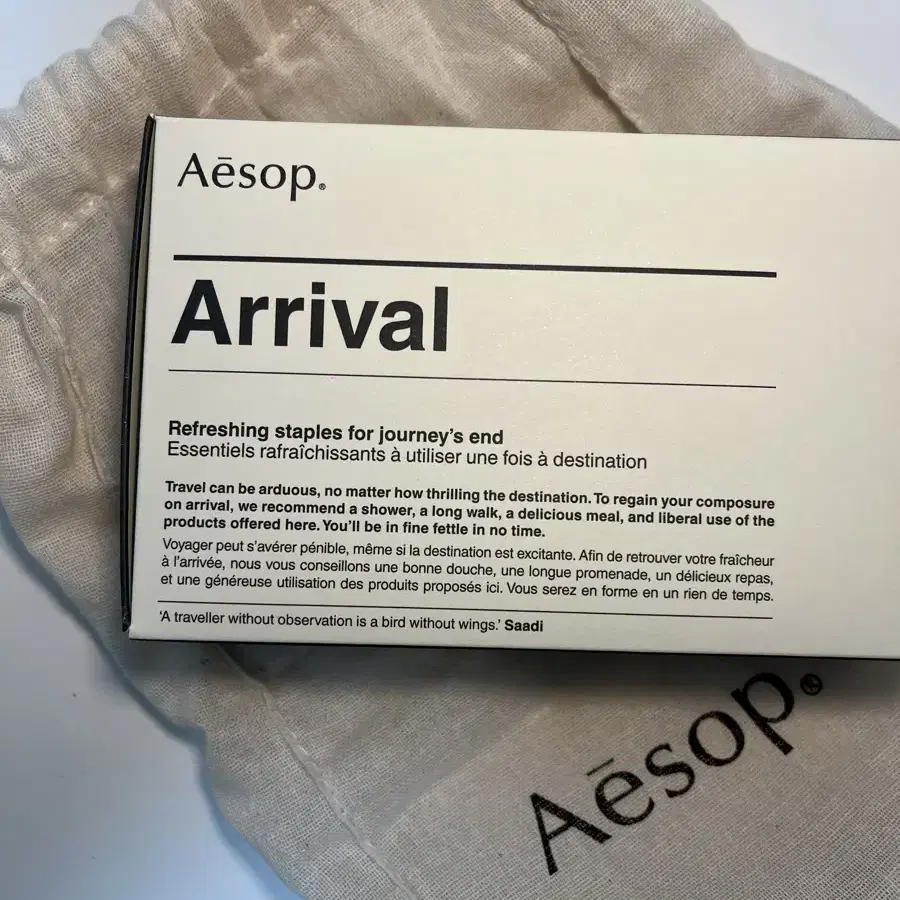 Aēsop®
Arrival
Refreshing staples for journey’s end
Essentiels rafraîchissants à utiliser une fois à destination
Travel can be arduous, no matter how thrilling the destination. To regain your composure
on arrival, we recommend a shower, a long walk, a delicious meal, and liberal use of the
products offered here. You’ll be in fine fettle in no time.
Voyager peut s’avérer pénible, même si la destination est excitante. Afin de retrouver votre fraîcheur
à l’arrivée, nous vous conseillons une bonne douche, une longue promenade, un délicieux repas,
et une généreuse utilisation des produits proposés ici. Vous serez en forme en un rien de temps.
‘A traveller without observation is a bird without wings.’ Saadi
Aēsop®